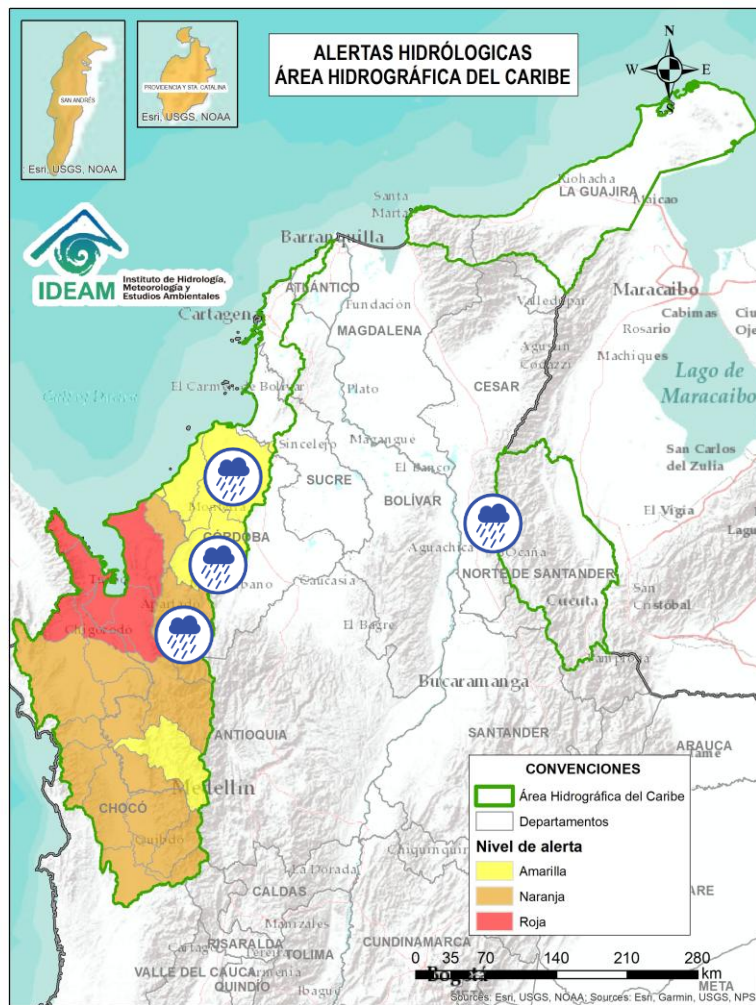 ALERTAS HIDRÓLOGICAS
ÁREA HIDROGRÁFICA DEL CARIBE
N
W
E
S
SAN ANDRÉS
Esri, USGS, NOAA
PROVIDENCIA Y STA. CATALINA
Esri, USGS, NOAA
IDEAM
Instituto de Hidrología,
Meteorología y
Estudios Ambientales
Riohacha
LA GUAJIRA
Maicao
Santa
Marta
Barranquilla
ATLÁNTICO
Fundación
Valledupar
Maracaibo
Cartagena
MAGDALENA
Cabimas
Rosario
Agustín
Codazzi
Machiques
El Carmen de Bolívar
Plato
CESAR
Lago de
Maracaibo
Sincelejo
Magangue
San Carlos
del Zulia
SUCRE
El Banco
BOLÍVAR
El Vigía
CÓRDOBA
Aguachica
Ocaña
Caucasia
NORTE DE SANTANDER
San
Cristóbal
Apartado
Cúcuta
Chigorodo
El Bagre
Pamplona
Bucaramanga
ANTIOQUIA
SANTANDER
ARAUCA
Medellín
CHOCÓ
Quibdó
La Dorada
CALDAS
Manizales
RISARALDA
TOLIMA
CUNDINAMARCA
VALLE DEL CAUCA
Armenia
QUINDÍO
Ibagué
Bogotá
META
CONVENCIONES
Área Hidrográfica del Caribe
Departamentos
Nivel de alerta
Amarilla
Naranja
Roja
0 35 70 140 210 280
km
Sources: Esri, USGS, NOAA; Sources: Esri, Garmin, USGS, N